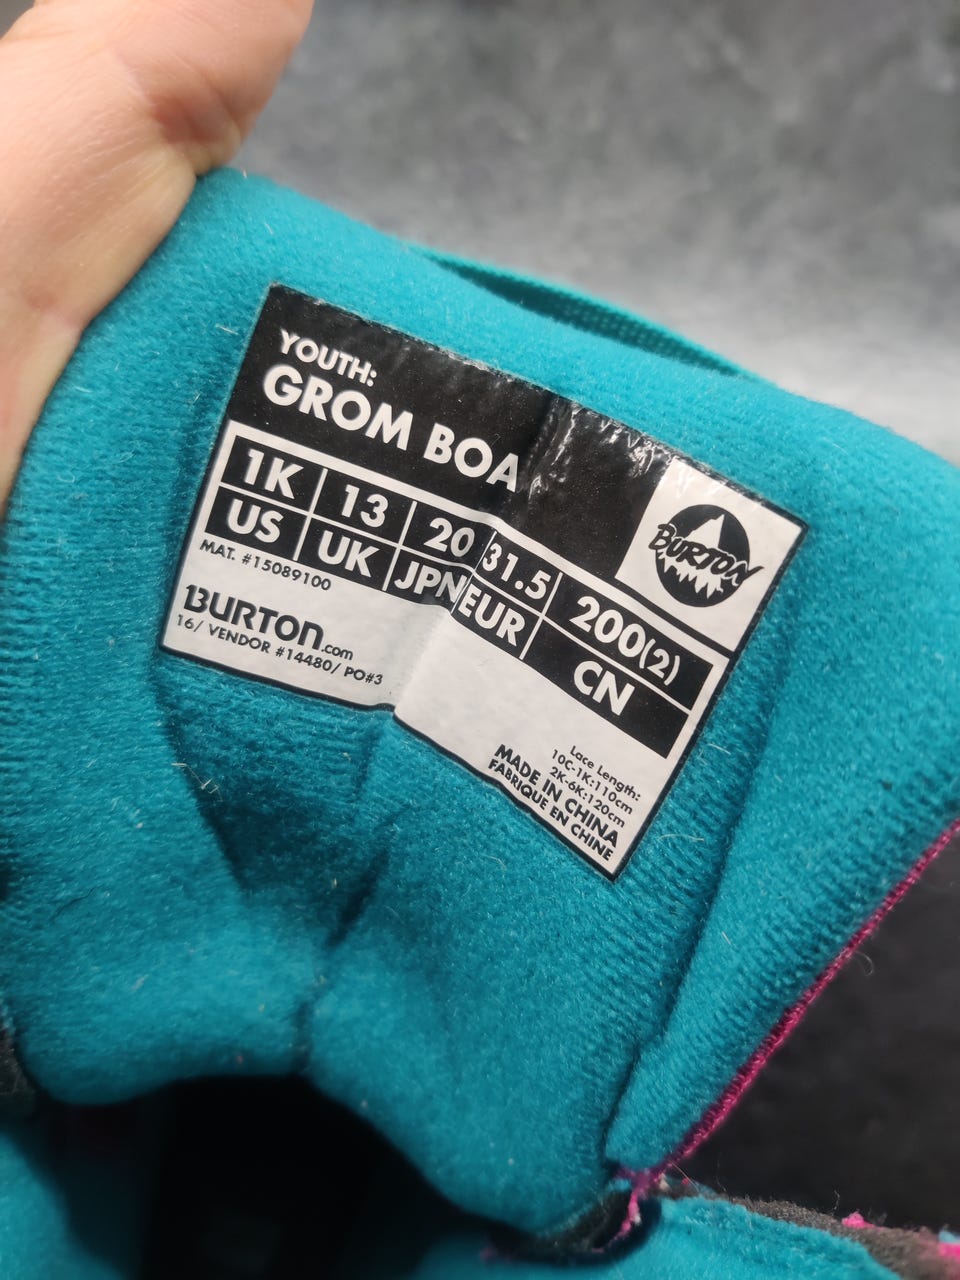 YOUTH:
GROM BOA
BURTON
1K 13 20 31.5 200(2)
US UK JPN EUR CN
MAT. #15089100
BURTON.com
16/ VENDOR #14480/ PO#3
Lace Length:
10C-1K:110cm
2K-6K:120cm
MADE IN CHINA
FABRIQUE EN CHINE